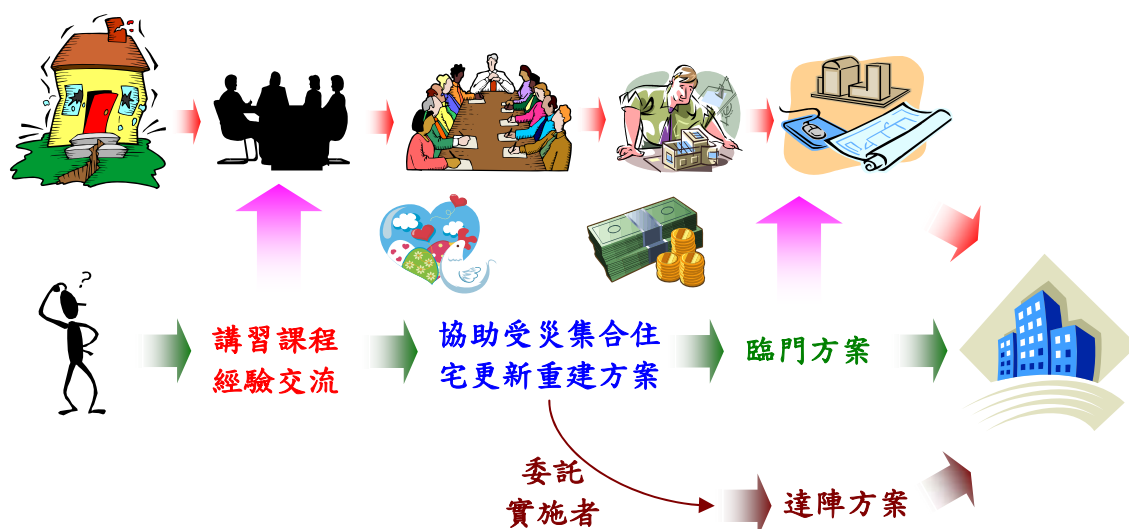 ?
講習課程
經驗交流
協助受災集合住
宅更新重建方案
臨門方案
委託
實施者
達陣方案